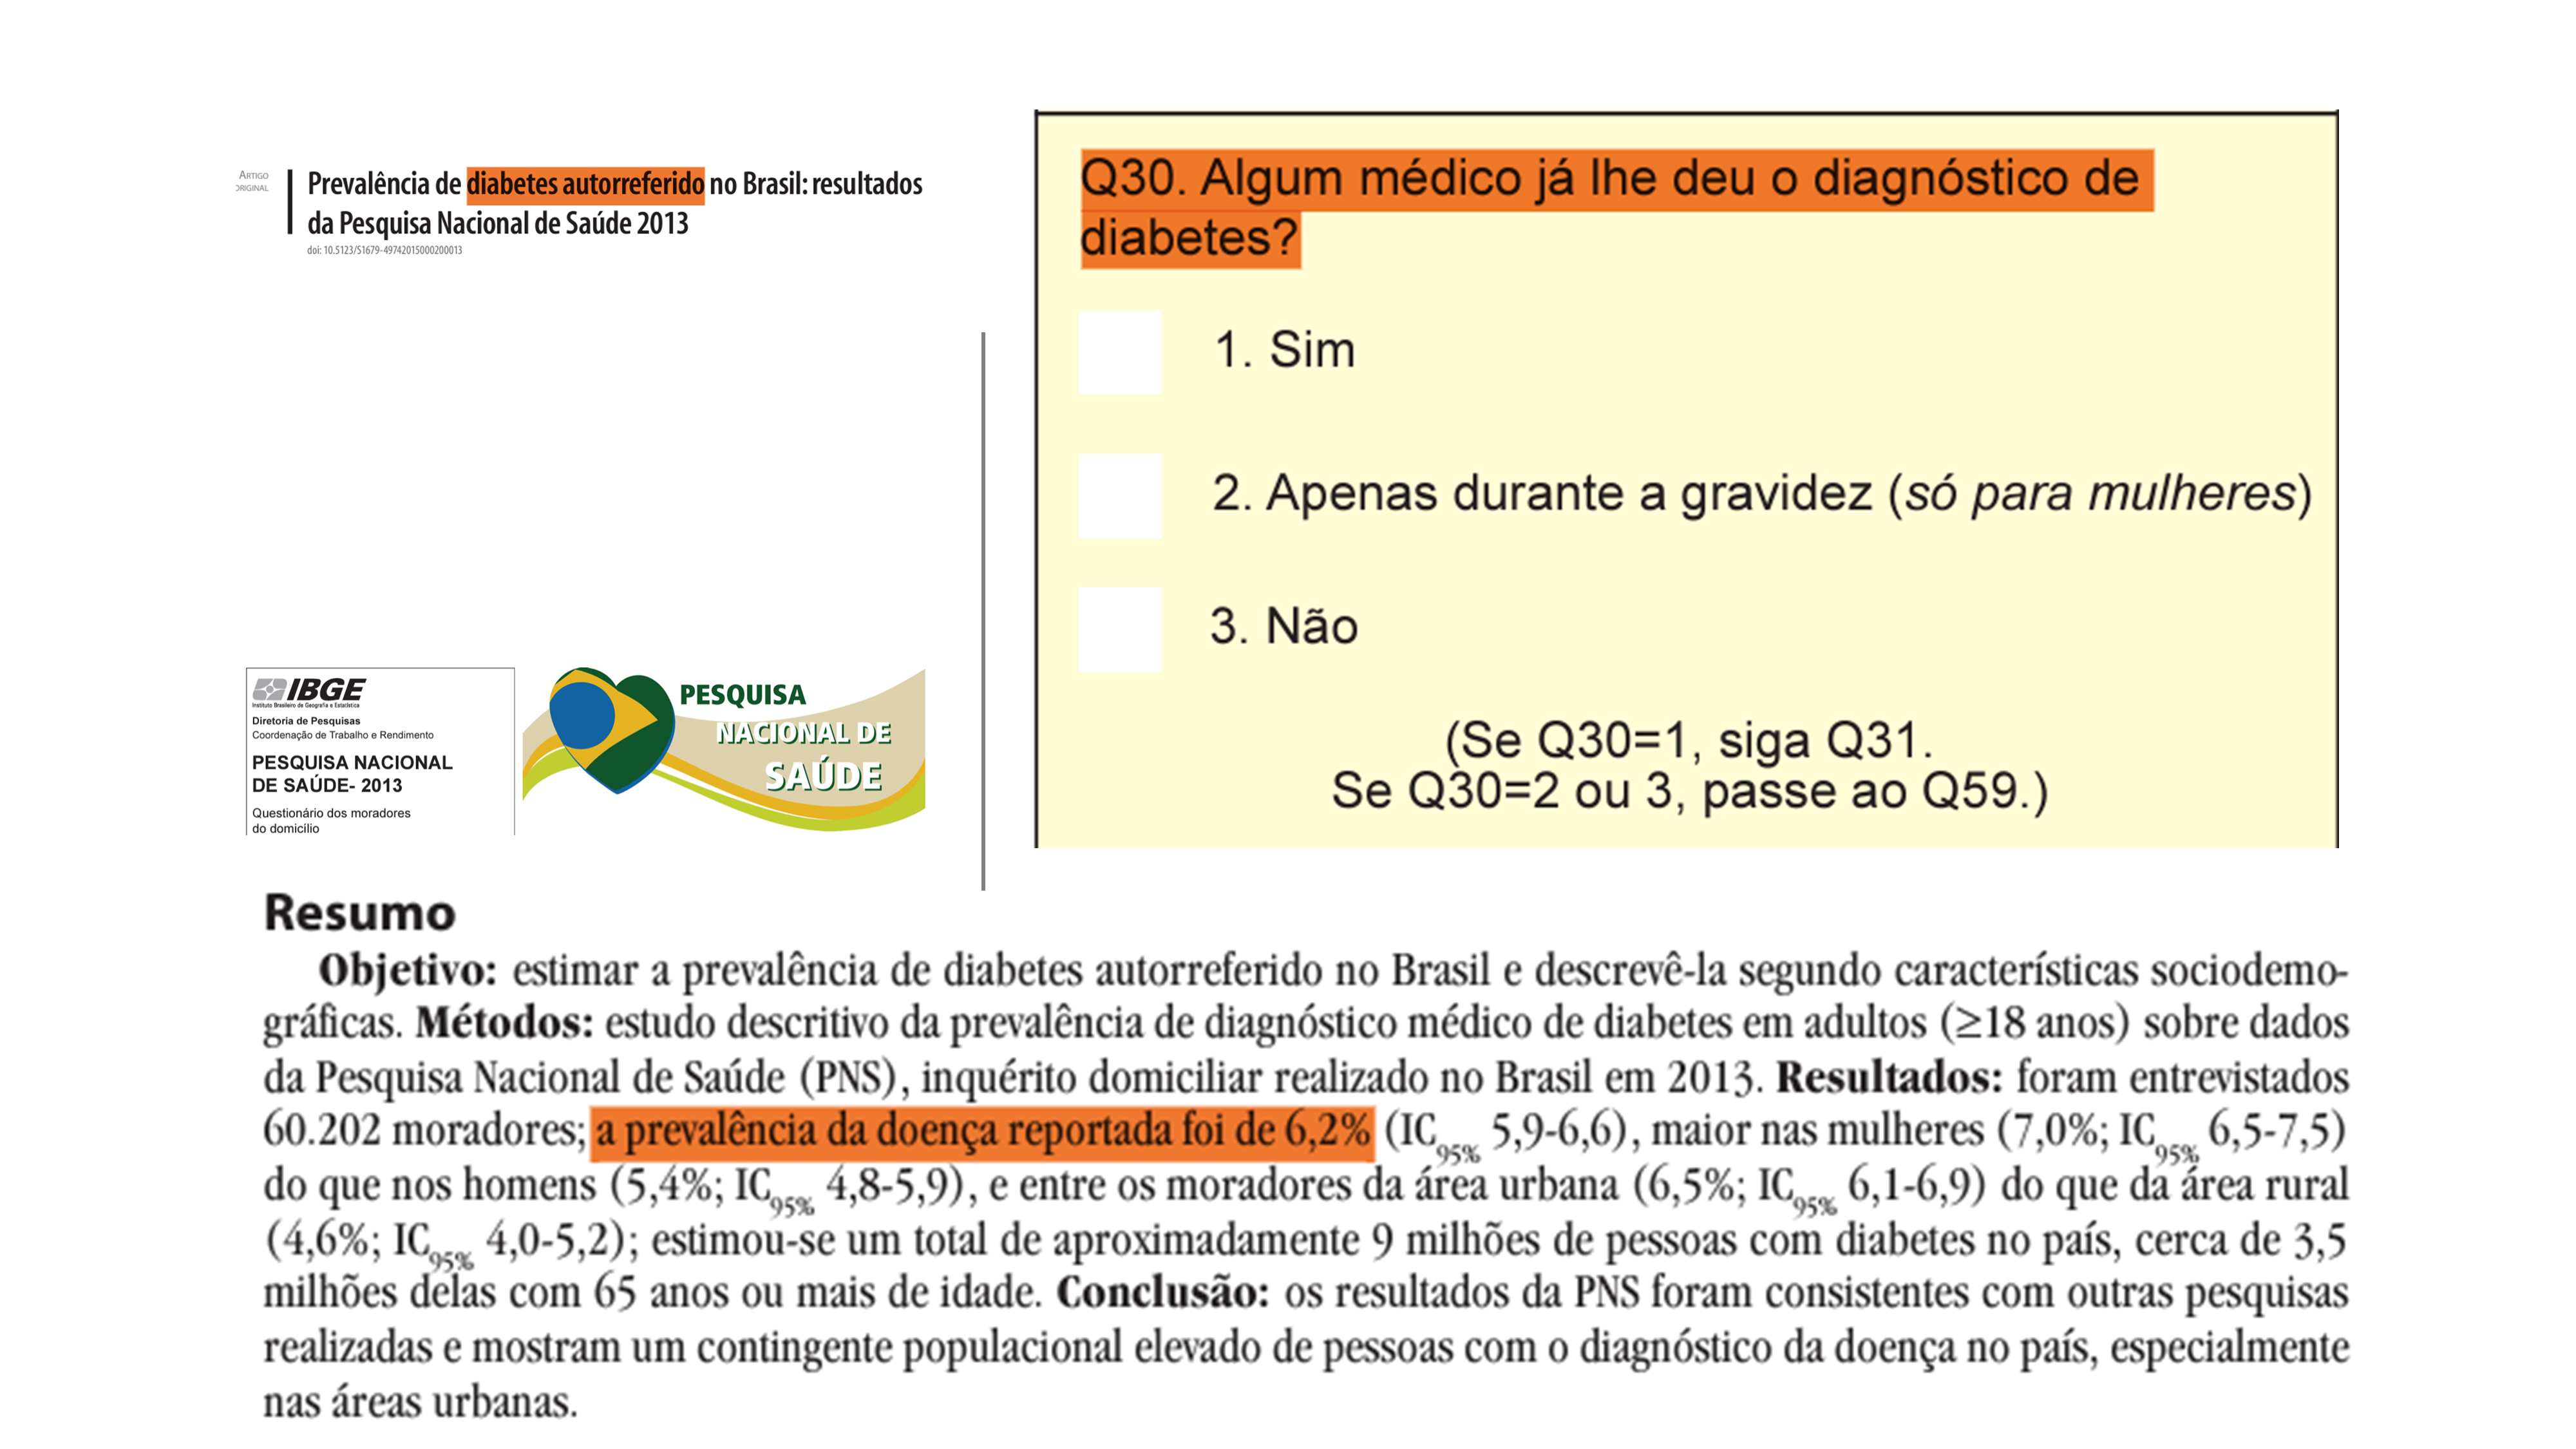 ARTIGO
ORIGINAL
Prevalência de diabetes autorreferido no Brasil: resultados
da Pesquisa Nacional de Saúde 2013
doi: 10.5123/S1679-49742015000200013
IBGE
Instituto Brasileiro de Geografia e Estatística
Diretoria de Pesquisas
Coordenação de Trabalho e Rendimento
PESQUISA NACIONAL
DE SAÚDE- 2013
Questionário dos moradores
do domicílio
PESQUISA
NACIONAL DE
SAÚDE
Q30. Algum médico já lhe deu o diagnóstico de
diabetes?
1. Sim
2. Apenas durante a gravidez (só para mulheres)
3. Não
(Se Q30=1, siga Q31.
Se Q30=2 ou 3, passe ao Q59.)
Resumo
Objetivo: estimar a prevalência de diabetes autorreferido no Brasil e descrevê-la segundo características sociodemo-
gráficas. Métodos: estudo descritivo da prevalência de diagnóstico médico de diabetes em adultos (≥18 anos) sobre dados
da Pesquisa Nacional de Saúde (PNS), inquérito domiciliar realizado no Brasil em 2013. Resultados: foram entrevistados
60.202 moradores; a prevalência da doença reportada foi de 6,2% (IC95% 5,9-6,6), maior nas mulheres (7,0%; IC95% 6,5-7,5)
do que nos homens (5,4%; IC95% 4,8-5,9), e entre os moradores da área urbana (6,5%; IC95% 6,1-6,9) do que da área rural
(4,6%; IC95% 4,0-5,2); estimou-se um total de aproximadamente 9 milhões de pessoas com diabetes no país, cerca de 3,5
milhões delas com 65 anos ou mais de idade. Conclusão: os resultados da PNS foram consistentes com outras pesquisas
realizadas e mostram um contingente populacional elevado de pessoas com o diagnóstico da doença no país, especialmente
nas áreas urbanas.